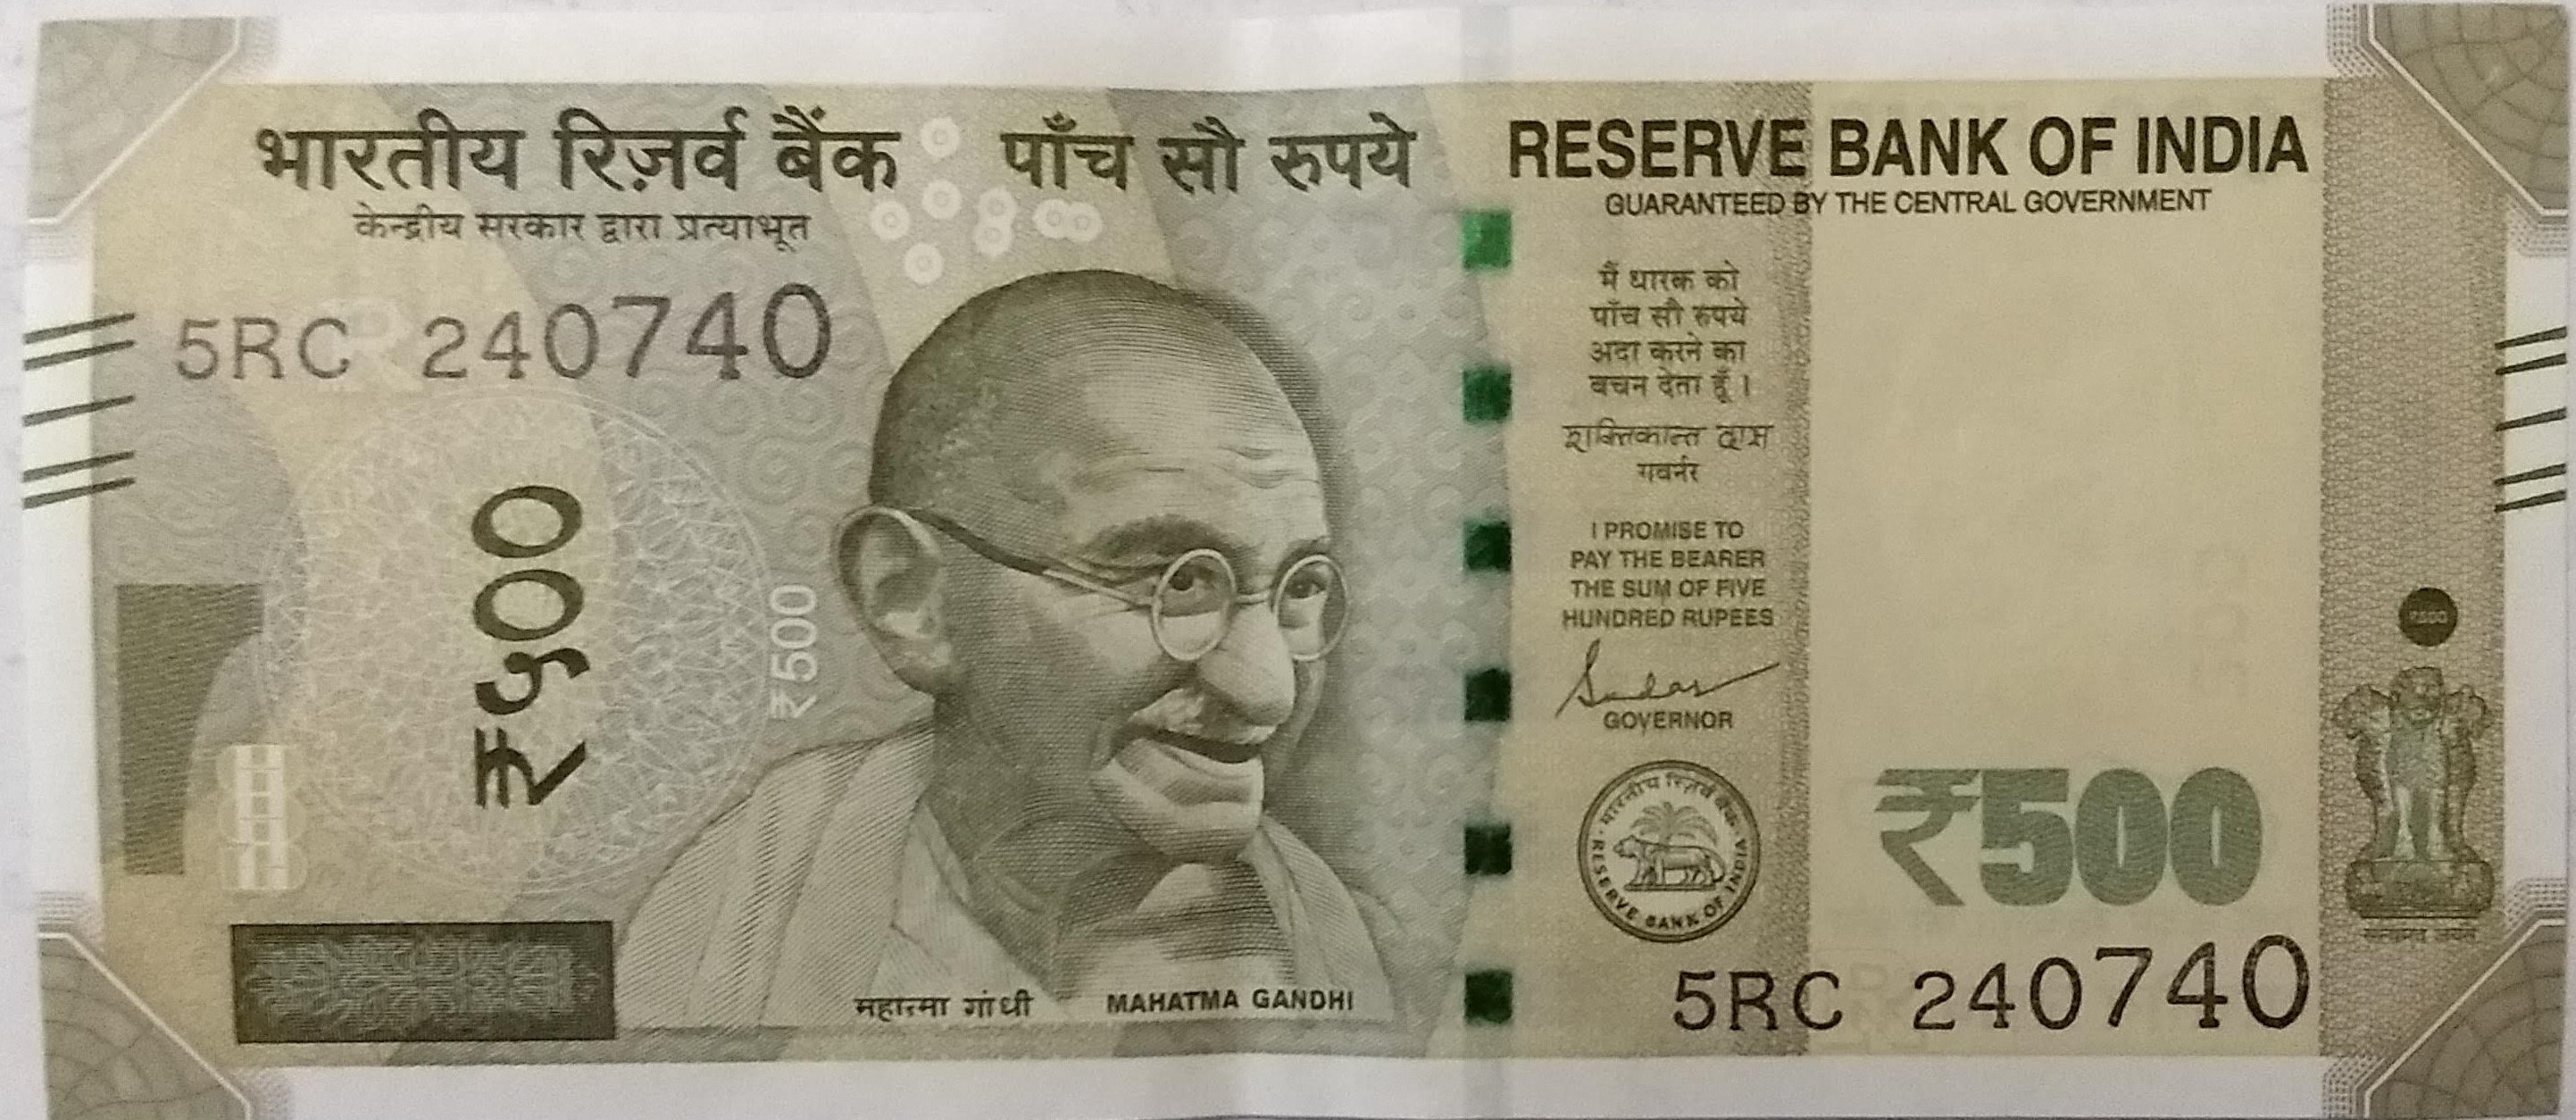 भारतीय रिज़र्व बैंक पाँच सौ रुपये
केन्द्रीय सरकार द्वारा प्रत्याभूत
5RC 240740
₹५००
₹500
महात्मा गांधी MAHATMA GANDHI
RESERVE BANK OF INDIA
GUARANTEED BY THE CENTRAL GOVERNMENT
मैं धारक को
पाँच सौ रुपये
अदा करने का
वचन देता हूँ ।
शक्तिकान्त दास
गवर्नर
I PROMISE TO
PAY THE BEARER
THE SUM OF FIVE
HUNDRED RUPEES
GOVERNOR
भारतीय रिज़र्व बैंक
RESERVE BANK OF INDIA
₹500
5RC 240740
₹500
सत्यमेव जयते